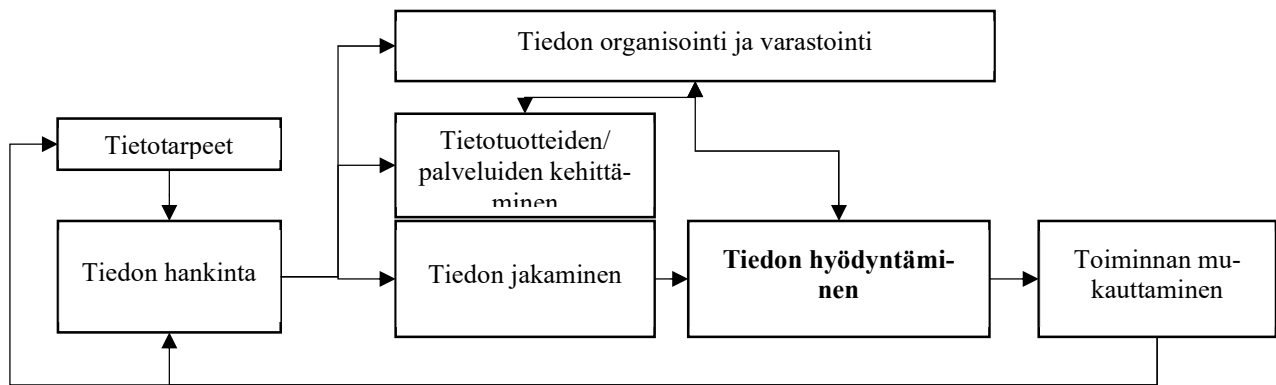 Tiedon organisointi ja varastointi
Tietotarpeet
Tietotuotteiden/
palveluiden kehittä-
minen
Tiedon hankinta
Tiedon jakaminen
Tiedon hyödyntämi-
nen
Toiminnan mu-
kauttaminen